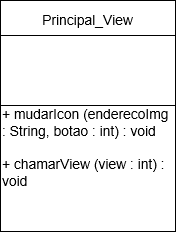 Principal_View
+ mudarIcon (enderecoImg
: String, botao : int) : void
+ chamarView (view : int) :
void